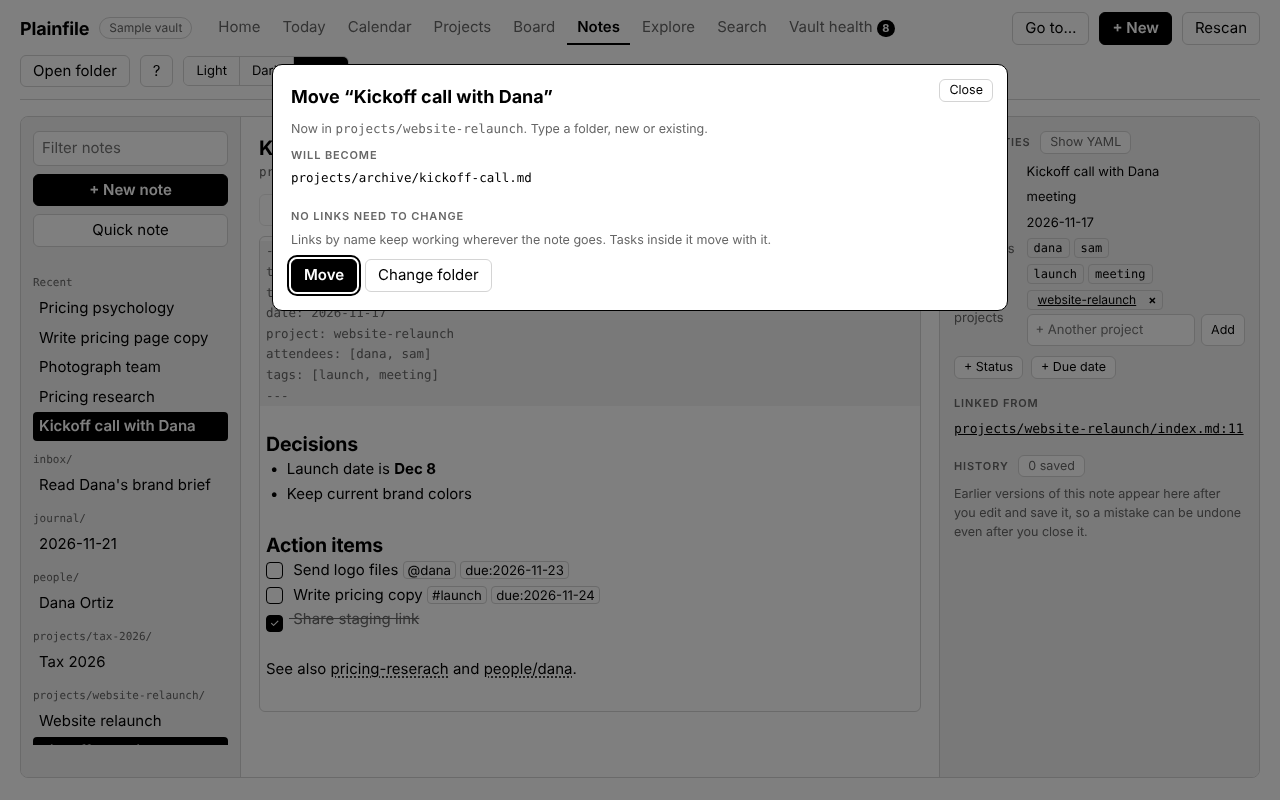 Plainfile
Sample vault
Home
Today
Calendar
Projects
Board
Notes
Explore
Search
Vault health 8
Go to…
+ New
Rescan
Open folder
?
Light
Move “Kickoff call with Dana”
Close
Now in projects/website-relaunch. Type a folder, new or existing.
WILL BECOME
projects/archive/kickoff-call.md
NO LINKS NEED TO CHANGE
Links by name keep working wherever the note goes. Tasks inside it move with it.
Move
Change folder
Filter notes
+ New note
Quick note
Recent
Pricing psychology
Write pricing page copy
Photograph team
Pricing research
Kickoff call with Dana
inbox/
Read Dana's brand brief
journal/
2026-11-21
people/
Dana Ortiz
projects/tax-2026/
Tax 2026
projects/website-relaunch/
Website relaunch
date: 2026-11-17
project: website-relaunch
attendees: [dana, sam]
tags: [launch, meeting]
---
Decisions
• Launch date is Dec 8
• Keep current brand colors
Action items
Send logo files @dana due:2026-11-23
Write pricing copy #launch due:2026-11-24
Share staging link
See also pricing-reserach and people/dana.
Show YAML
Kickoff call with Dana
meeting
2026-11-17
dana sam
launch meeting
website-relaunch ×
projects
+ Another project
Add
+ Status
+ Due date
LINKED FROM
projects/website-relaunch/index.md:11
HISTORY
0 saved
Earlier versions of this note appear here after
you edit and save it, so a mistake can be undone
even after you close it.